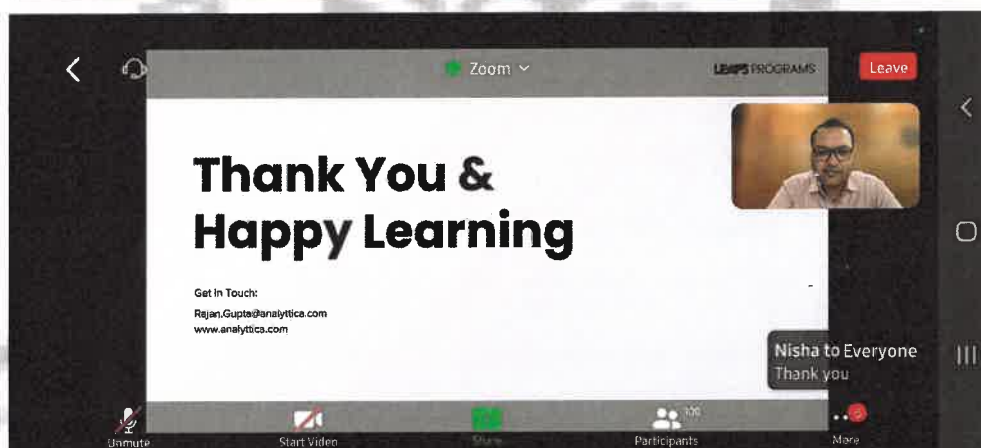 Zoom
LEAPS PROGRAMS
Leave
Thank You &
Happy Learning
Get in Touch:
Rajan.Gupta@analyttica.com
www.analyttica.com
Nisha to Everyone
Thank you
Unmute
Start Video
Share
Participants
100
More